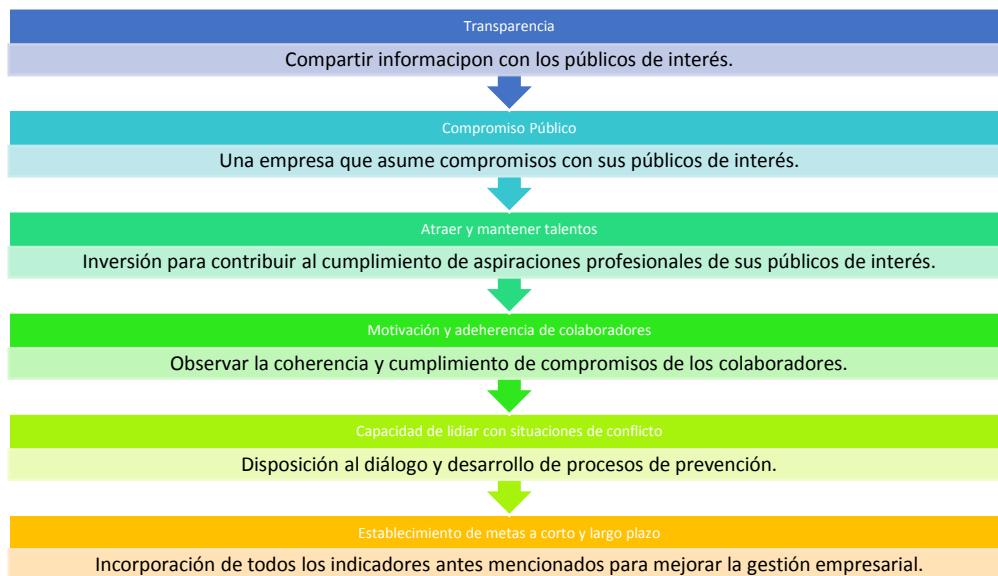 Transparencia
Compartir informacipon con los públicos de interés.
Compromiso Público
Una empresa que asume compromisos con sus públicos de interés.
Atraer y mantener talentos
Inversión para contribuir al cumplimiento de aspiraciones profesionales de sus públicos de interés.
Motivación y adeherencia de colaboradores
Observar la coherencia y cumplimiento de compromisos de los colaboradores.
Capacidad de lidiar con situaciones de conflicto
Disposición al diálogo y desarrollo de procesos de prevención.
Establecimiento de metas a corto y largo plazo
Incorporación de todos los indicadores antes mencionados para mejorar la gestión empresarial.